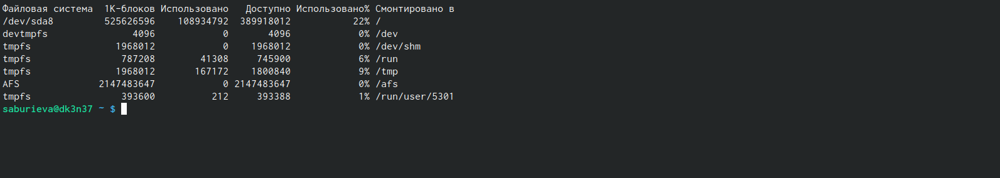 Файловая система 1K-блоков Использовано Доступно Использовано% Смонтировано в
/dev/sda8 525626596 108934792 389918012 22% /
devtmpfs 4096 0 4096 0% /dev
tmpfs 1968012 0 1968012 0% /dev/shm
tmpfs 787208 41308 745900 6% /run
tmpfs 1968012 167172 1800840 9% /tmp
AFS 2147483647 0 2147483647 0% /afs
tmpfs 393600 212 393388 1% /run/user/5301
saburieva@dk3n37 ~ $